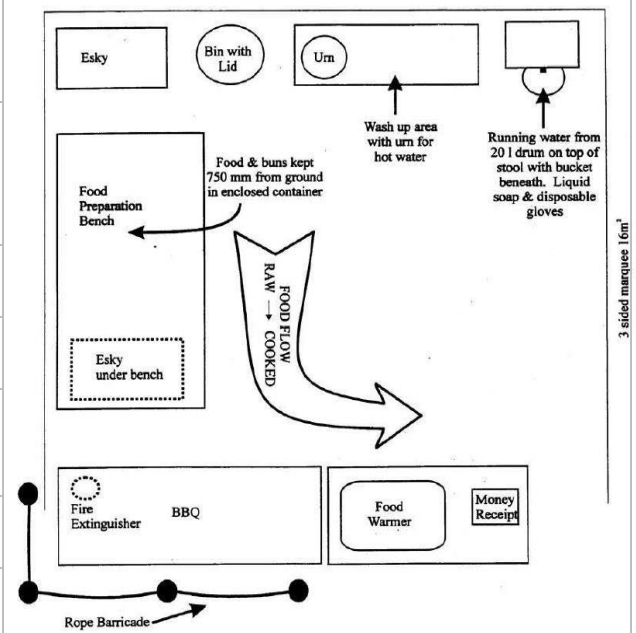 Esky
Bin with
Lid
Urn
Wash up area
with urn for
hot water
Running water from
20 l drum on top of
stool with bucket
beneath. Liquid
soap & disposable
gloves
Food & buns kept
750 mm from ground
in enclosed container
Food
Preparation
Bench
3 sided marquee 16m²
FOOD FLOW
RAW → COOKED
Esky
under bench
Fire
Extinguisher
BBQ
Food
Warmer
Money
Receipt
Rope Barricade